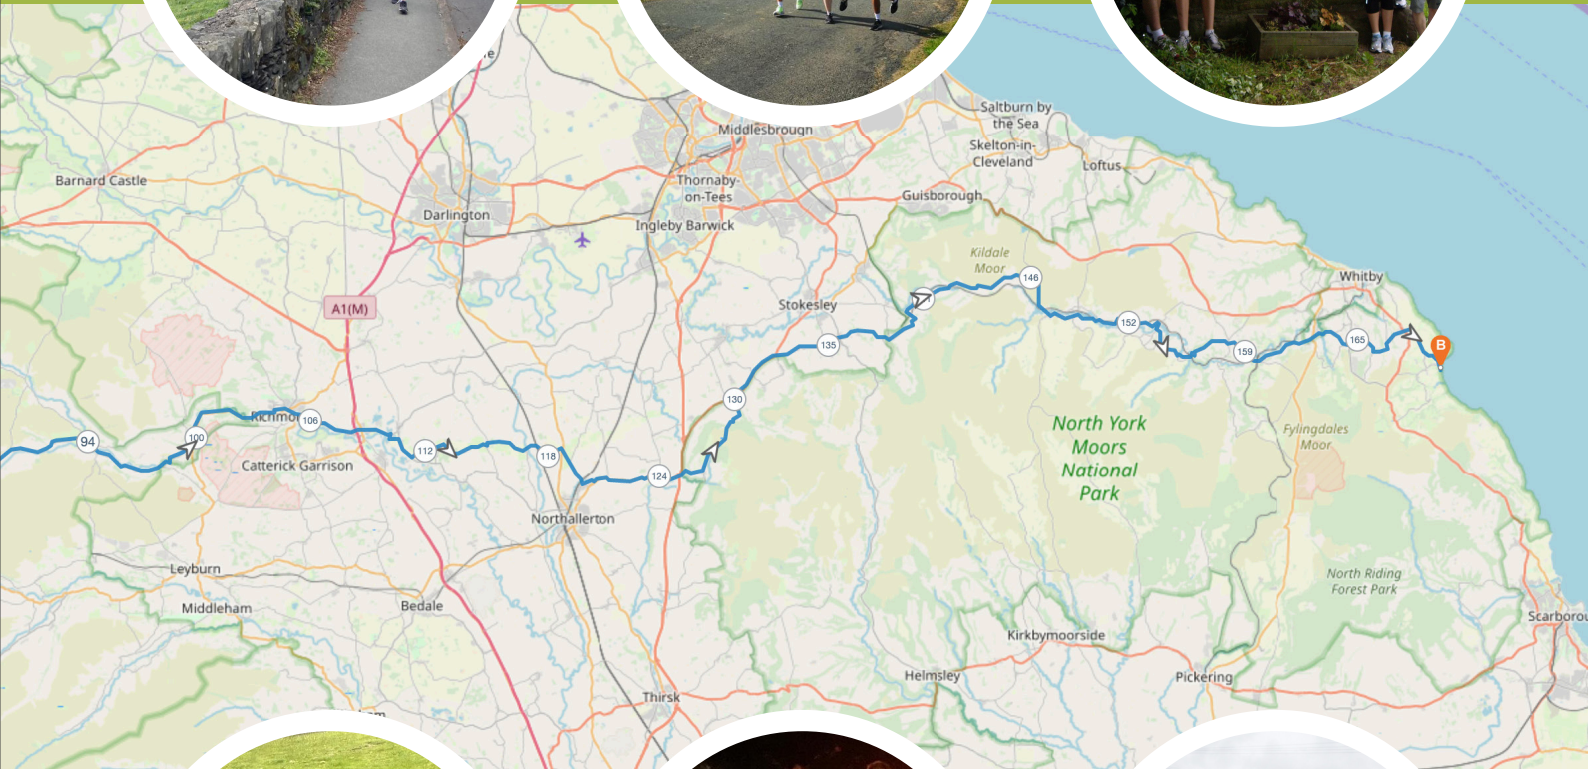 Saltburn by
the Sea
Middlesbrough
Skelton-in-
Cleveland
Loftus
Barnard Castle
Thornaby-
on-Tees
Guisborough
Darlington
Ingleby Barwick
Kildale
Moor
146
Whitby
A1(M)
Stokesley
152
135
159
165
B
130
Richmo
106
94
100
112
118
124
Catterick Garrison
North York
Moors
National
Park
Fylingdales
Moor
Northallerton
Leyburn
Middleham
Bedale
North Riding
Forest Park
Scarborou
Kirkbymoorside
Helmsley
Pickering
Thirsk